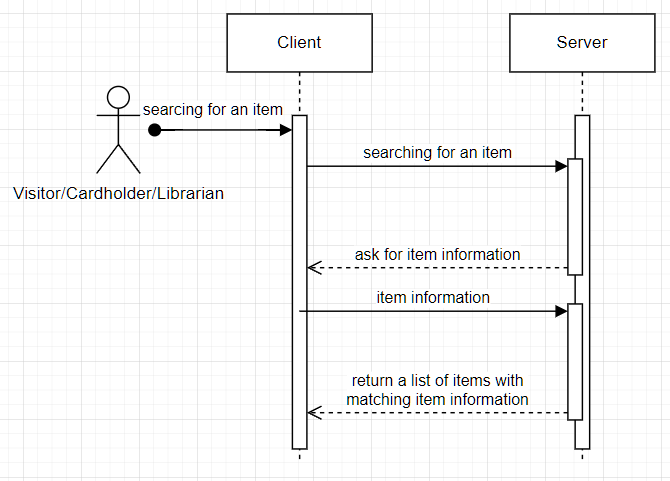 Client
Server
searcing for an item
searching for an item
Visitor/Cardholder/Librarian
ask for item information
item information
return a list of items with
matching item information